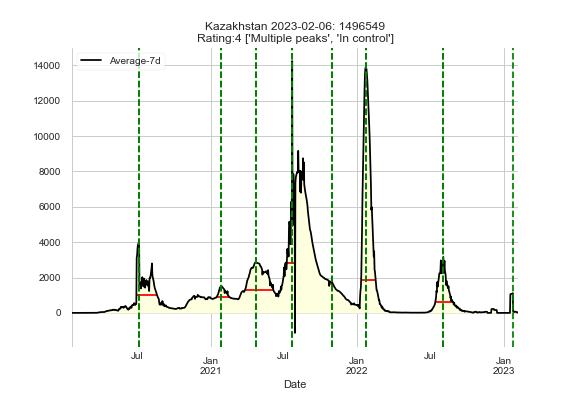 Kazakhstan 2023-02-06: 1496549
Rating:4 ['Multiple peaks', 'In control']
Average-7d
14000
12000
10000
8000
6000
4000
2000
0
Jul
Jan
2021
Jul
Jan
2022
Jul
Jan
2023
Date